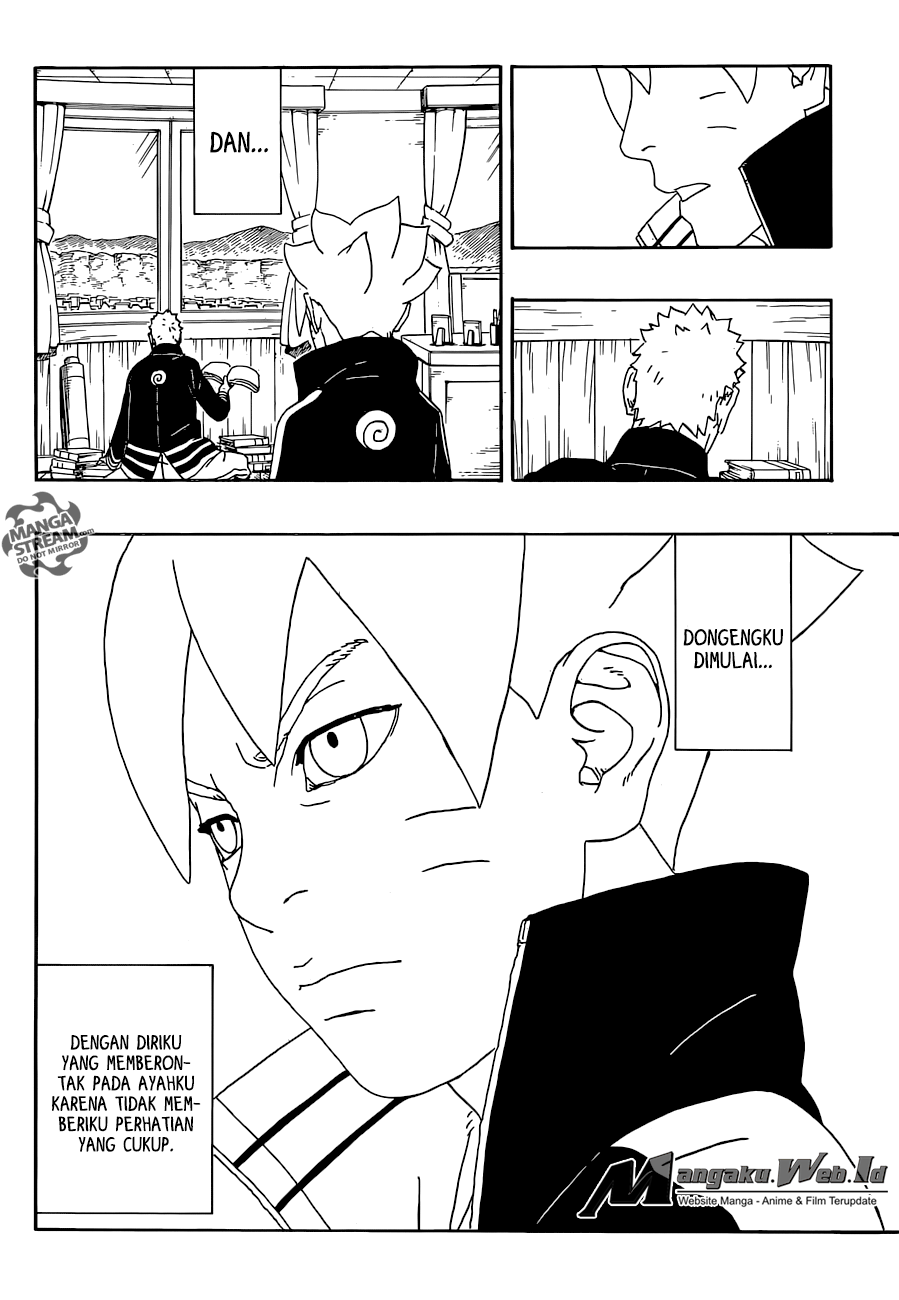 DAN...
MANGA
STREAM.com
DO NOT MIRROR
DONGENGKU
DIMULAI...
DENGAN DIRIKU
YANG MEMBERON-
TAK PADA AYAHKU
KARENA TIDAK MEM-
BERIKU PERHATIAN
YANG CUKUP.
Mangaku.Web.Id
Website Manga - Anime & Film Terupdate